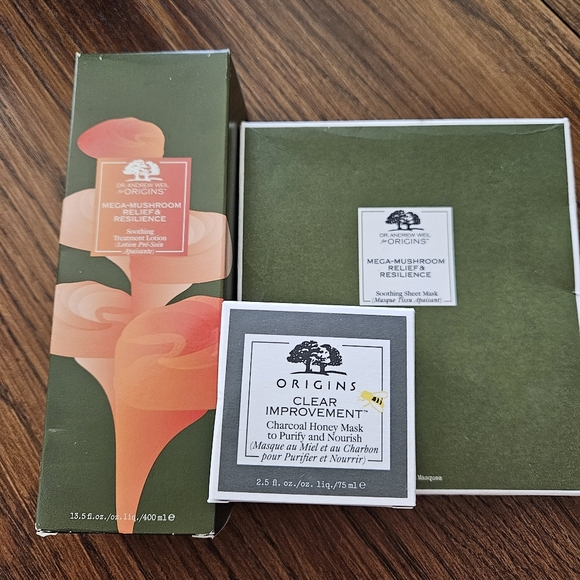 DR. ANDREW WEIL
for ORIGINS™
MEGA-MUSHROOM
RELIEF &
RESILIENCE
Soothing
Treatment Lotion
(Lotion Pré-Soin
Apaisante)
13.5 fl.oz./oz.liq./400 ml e
DR. ANDREW WEIL
for ORIGINS™
MEGA-MUSHROOM
RELIEF &
RESILIENCE
Soothing Sheet Mask
(Masque Tissu Apaisant)
Masques
ORIGINS
CLEAR
IMPROVEMENT™
Charcoal Honey Mask
to Purify and Nourish
(Masque au Miel et au Charbon
pour Purifier et Nourrir)
2.5 fl. oz./oz. liq./75 ml e